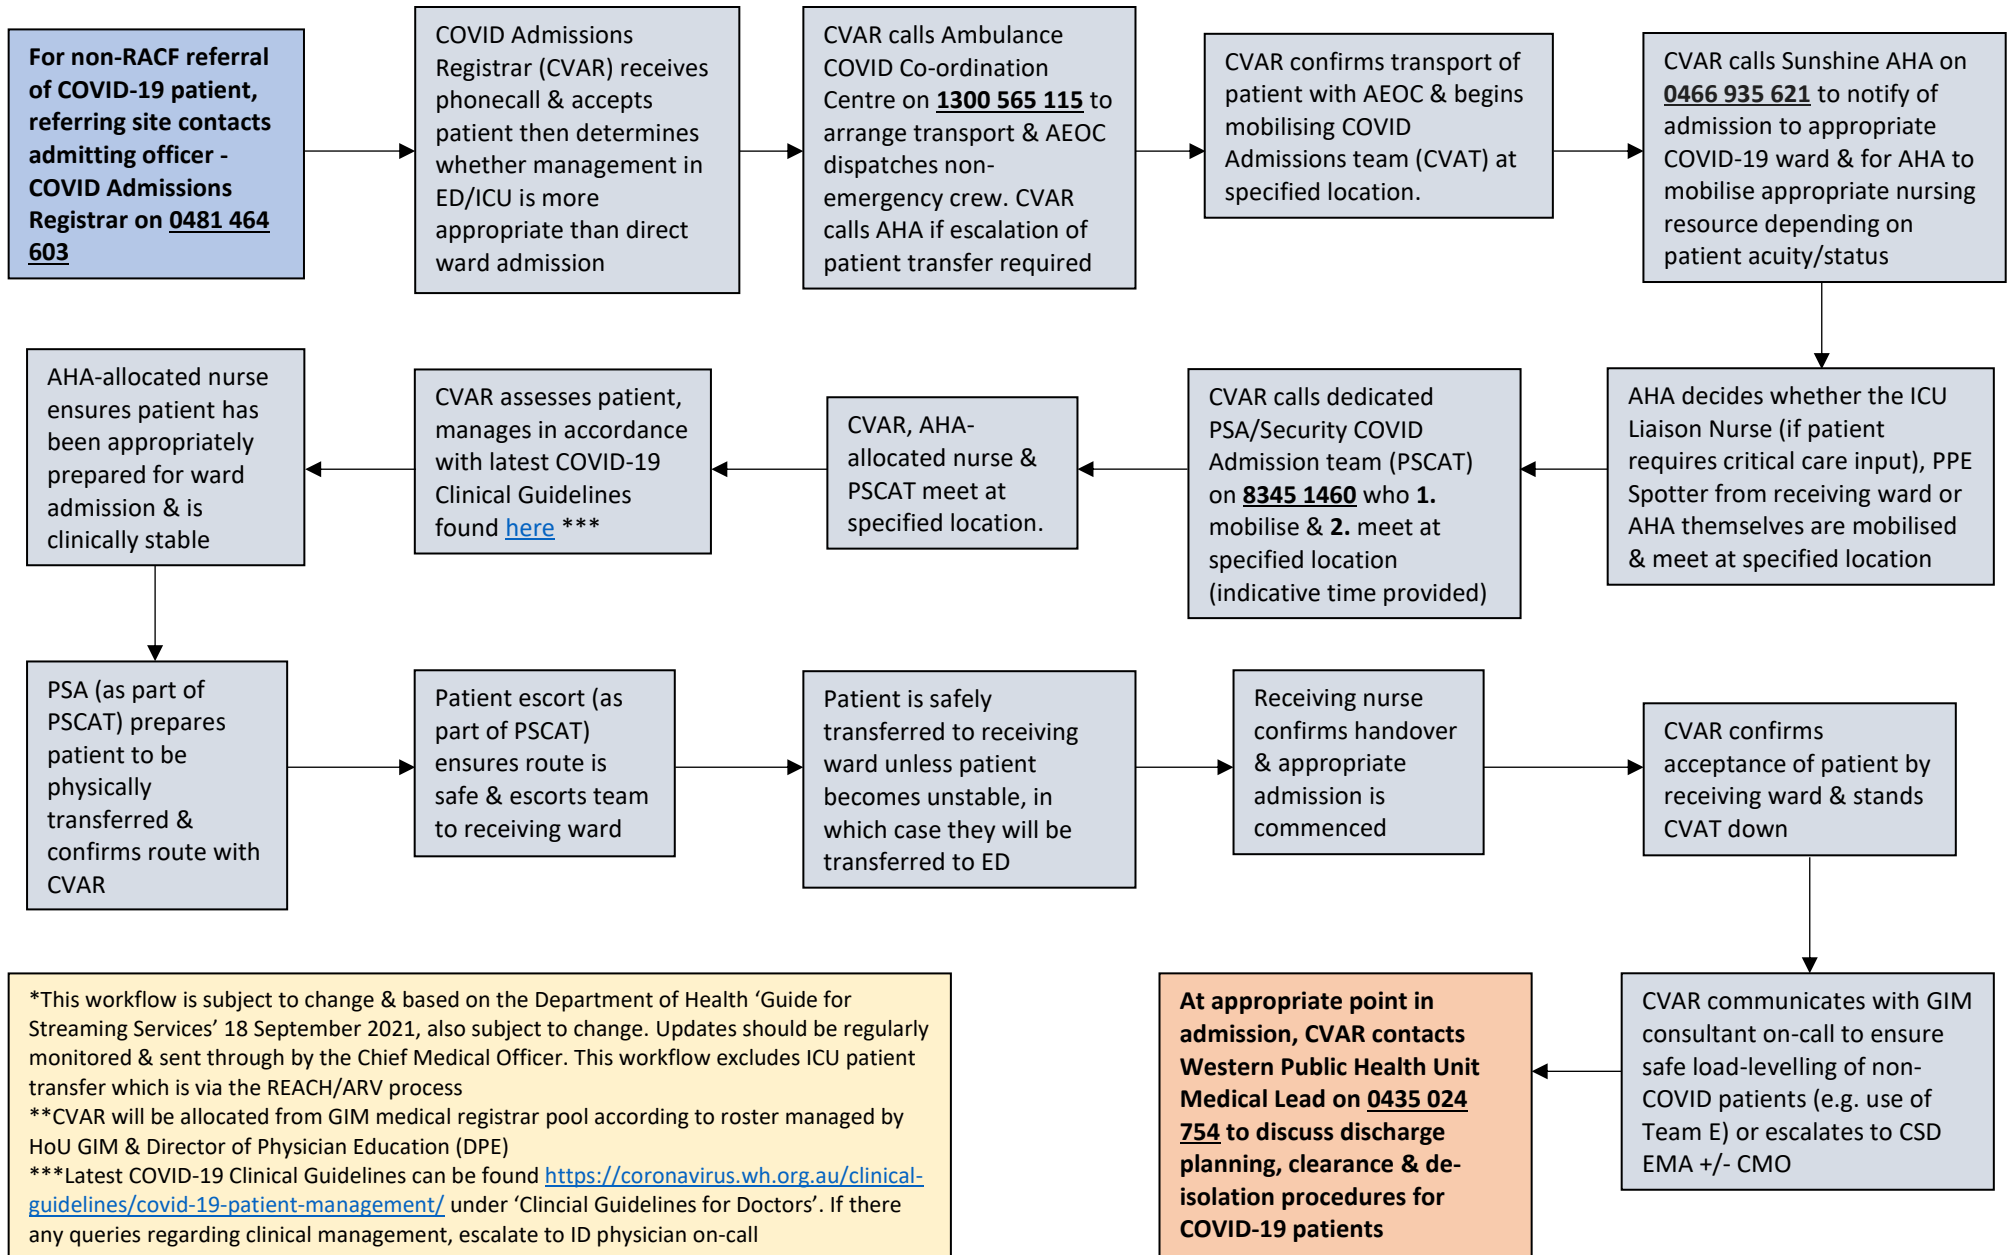 For non-RACF referral
of COVID-19 patient,
referring site contacts
admitting officer -
COVID Admissions
Registrar on 0481 464
603
COVID Admissions
Registrar (CVAR) receives
phonecall & accepts
patient then determines
whether management in
ED/ICU is more
appropriate than direct
ward admission
CVAR calls Ambulance
COVID Co-ordination
Centre on 1300 565 115 to
arrange transport & AEOC
dispatches non-
emergency crew. CVAR
calls AHA if escalation of
patient transfer required
CVAR confirms transport of
patient with AEOC & begins
mobilising COVID
Admissions team (CVAT) at
specified location.
CVAR calls Sunshine AHA on
0466 935 621 to notify of
admission to appropriate
COVID-19 ward & for AHA to
mobilise appropriate nursing
resource depending on
patient acuity/status
AHA decides whether the ICU
Liaison Nurse (if patient
requires critical care input), PPE
Spotter from receiving ward or
AHA themselves are mobilised
& meet at specified location
CVAR calls dedicated
PSA/Security COVID
Admission team (PSCAT)
on 8345 1460 who 1.
mobilise & 2. meet at
specified location
(indicative time provided)
CVAR, AHA-
allocated nurse &
PSCAT meet at
specified location.
CVAR assesses patient,
manages in accordance
with latest COVID-19
Clinical Guidelines
found here ***
AHA-allocated nurse
ensures patient has
been appropriately
prepared for ward
admission & is
clinically stable
PSA (as part of
PSCAT) prepares
patient to be
physically
transferred &
confirms route with
CVAR
Patient escort (as
part of PSCAT)
ensures route is
safe & escorts team
to receiving ward
Patient is safely
transferred to receiving
ward unless patient
becomes unstable, in
which case they will be
transferred to ED
Receiving nurse
confirms handover
& appropriate
admission is
commenced
CVAR confirms
acceptance of patient by
receiving ward & stands
CVAT down
CVAR communicates with GIM
consultant on-call to ensure
safe load-levelling of non-
COVID patients (e.g. use of
Team E) or escalates to CSD
EMA +/- CMO
At appropriate point in
admission, CVAR contacts
Western Public Health Unit
Medical Lead on 0435 024
754 to discuss discharge
planning, clearance & de-
isolation procedures for
COVID-19 patients
*This workflow is subject to change & based on the Department of Health ‘Guide for
Streaming Services’ 18 September 2021, also subject to change. Updates should be regularly
monitored & sent through by the Chief Medical Officer. This workflow excludes ICU patient
transfer which is via the REACH/ARV process
**CVAR will be allocated from GIM medical registrar pool according to roster managed by
HoU GIM & Director of Physician Education (DPE)
***Latest COVID-19 Clinical Guidelines can be found https://coronavirus.wh.org.au/clinical-
guidelines/covid-19-patient-management/ under ‘Clincial Guidelines for Doctors’. If there
any queries regarding clinical management, escalate to ID physician on-call